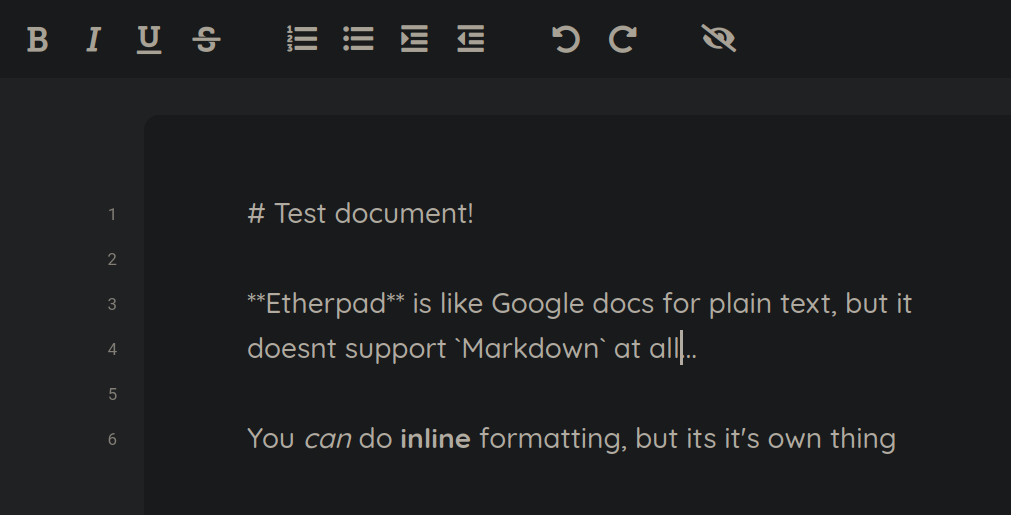 B I U S
1 # Test document!
2
3 **Etherpad** is like Google docs for plain text, but it
4 doesnt support `Markdown` at all...
5
6 You can do inline formatting, but its it's own thing